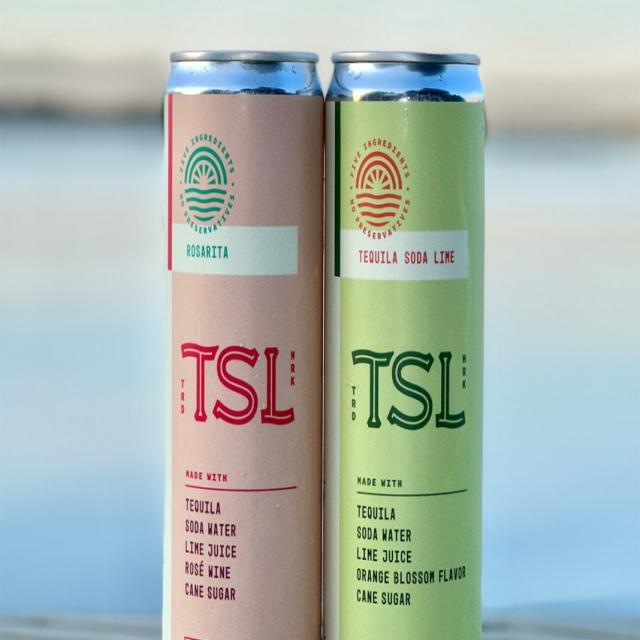 FIVE INGREDIENTS
NO PRESERVATIVES
ROSARITA
TRD
TSL
MRK
MADE WITH
TEQUILA
SODA WATER
LIME JUICE
ROSÉ WINE
CANE SUGAR
FIVE INGREDIENTS
NO PRESERVATIVES
TEQUILA SODA LIME
TRD
TSL
MRK
MADE WITH
TEQUILA
SODA WATER
LIME JUICE
ORANGE BLOSSOM FLAVOR
CANE SUGAR